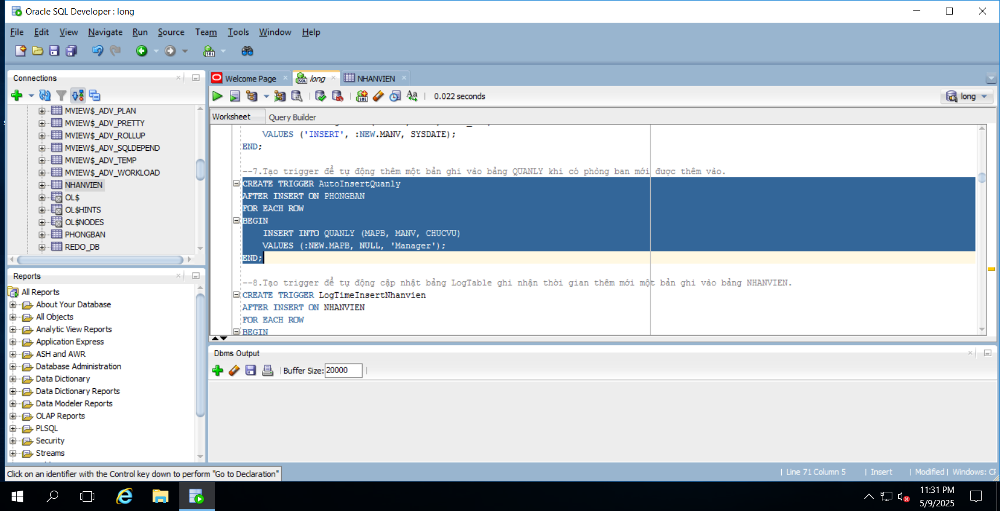 Oracle SQL Developer : long
File Edit View Navigate Run Source Team Tools Window Help
Connections
MVIEW$_ADV_PLAN
MVIEW$_ADV_PRETTY
MVIEW$_ADV_ROLLUP
MVIEW$_ADV_SQLDEPEND
MVIEW$_ADV_TEMP
MVIEW$_ADV_WORKLOAD
NHANVIEN
OL$
OL$HINTS
OL$NODES
PHONGBAN
REDO_DB
Reports
All Reports
About Your Database
All Objects
Analytic View Reports
Application Express
ASH and AWR
Database Administration
Data Dictionary
Data Dictionary Reports
Data Modeler Reports
OLAP Reports
PLSQL
Security
Streams
Welcome Page
long
NHANVIEN
0.022 seconds
long
Worksheet
Query Builder
VALUES ('INSERT', :NEW.MANV, SYSDATE);
END;
--7.Tạo trigger để tự động thêm một bản ghi vào bảng QUANLY khi có phòng ban mới được thêm vào.
CREATE TRIGGER AutoInsertQuanly
AFTER INSERT ON PHONGBAN
FOR EACH ROW
BEGIN
INSERT INTO QUANLY (MAPB, MANV, CHUCVU)
VALUES (:NEW.MAPB, NULL, 'Manager');
END;
--8.Tạo trigger để tự động cập nhật bảng LogTable ghi nhận thời gian thêm mới một bản ghi vào bảng NHANVIEN.
CREATE TRIGGER LogTimeInsertNhanvien
AFTER INSERT ON NHANVIEN
FOR EACH ROW
BEGIN
Dbms Output
Buffer Size: 20000
Click on an identifier with the Control key down to perform "Go to Declaration"
Line 71 Column 5
Insert
Modified
Windows:
11:31 PM
5/9/2025